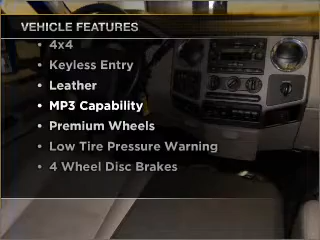 VEHICLE FEATURES
• 4x4
• Keyless Entry
• Leather
• MP3 Capability
• Premium Wheels
• Low Tire Pressure Warning
• 4 Wheel Disc Brakes